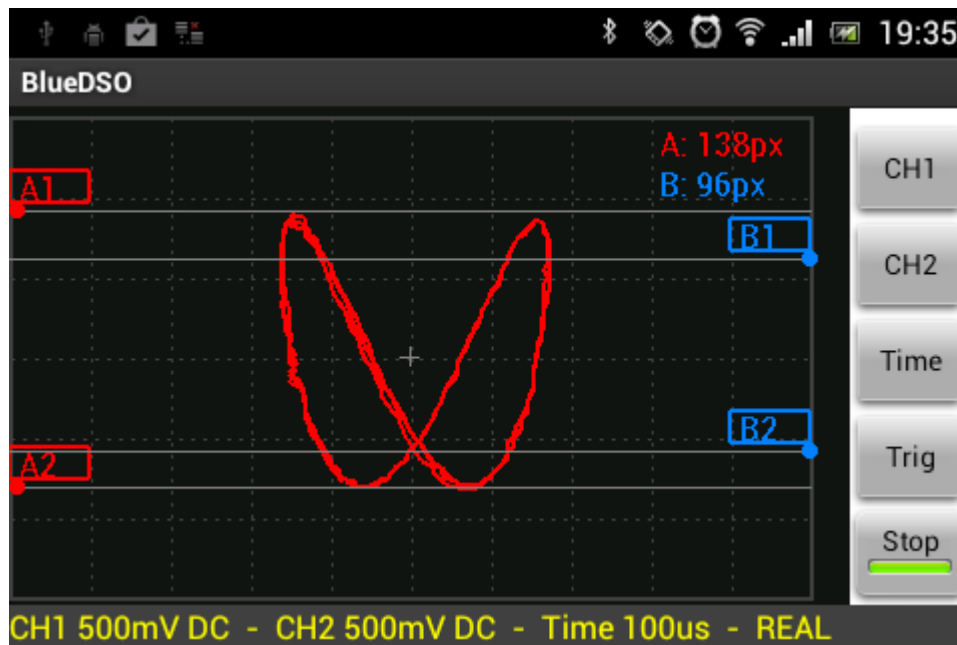 19:35
BlueDSO
A: 138px
B: 96px
A1
B1
B2
A2
CH1
CH2
Time
Trig
Stop
CH1 500mV DC - CH2 500mV DC - Time 100us - REAL